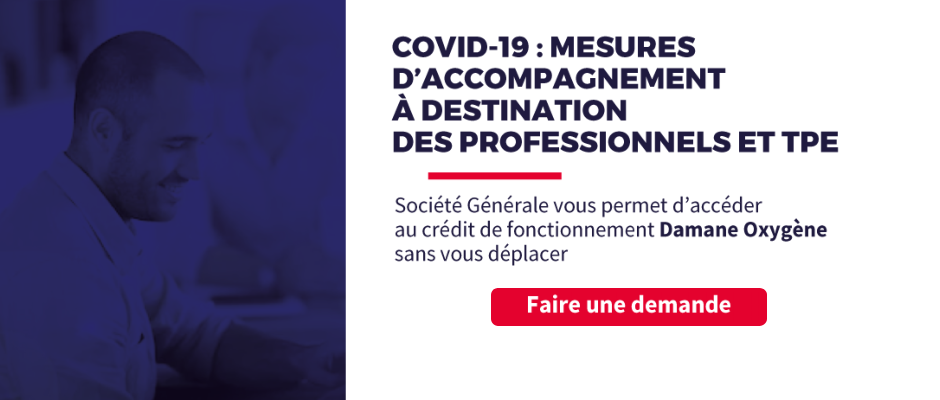 COVID-19 : MESURES
D’ACCOMPAGNEMENT
À DESTINATION
DES PROFESSIONNELS ET TPE
Société Générale vous permet d’accéder
au crédit de fonctionnement Damane Oxygène
sans vous déplacer
Faire une demande